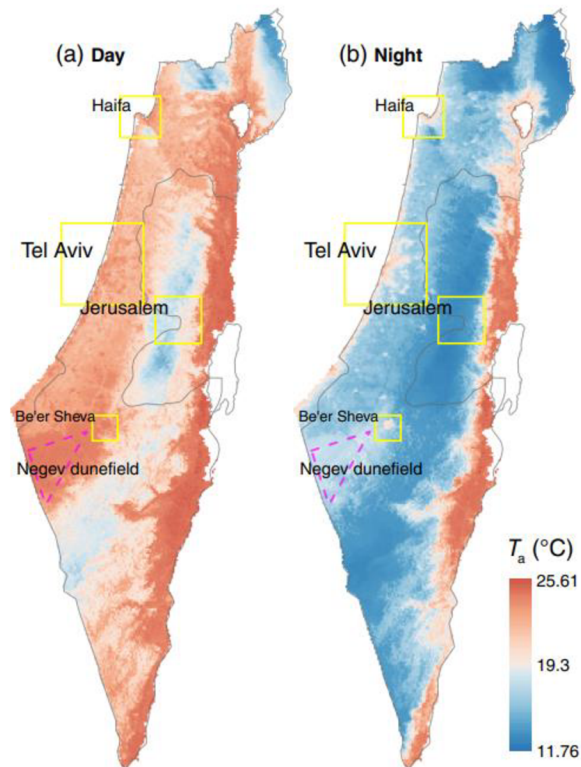 (a) Day
Haifa
Tel Aviv
Jerusalem
Be'er Sheva
Negev dunefield
(b) Night
Haifa
Tel Aviv
Jerusalem
Be'er Sheva
Negev dunefield
Ta (°C)
25.61
19.3
11.76